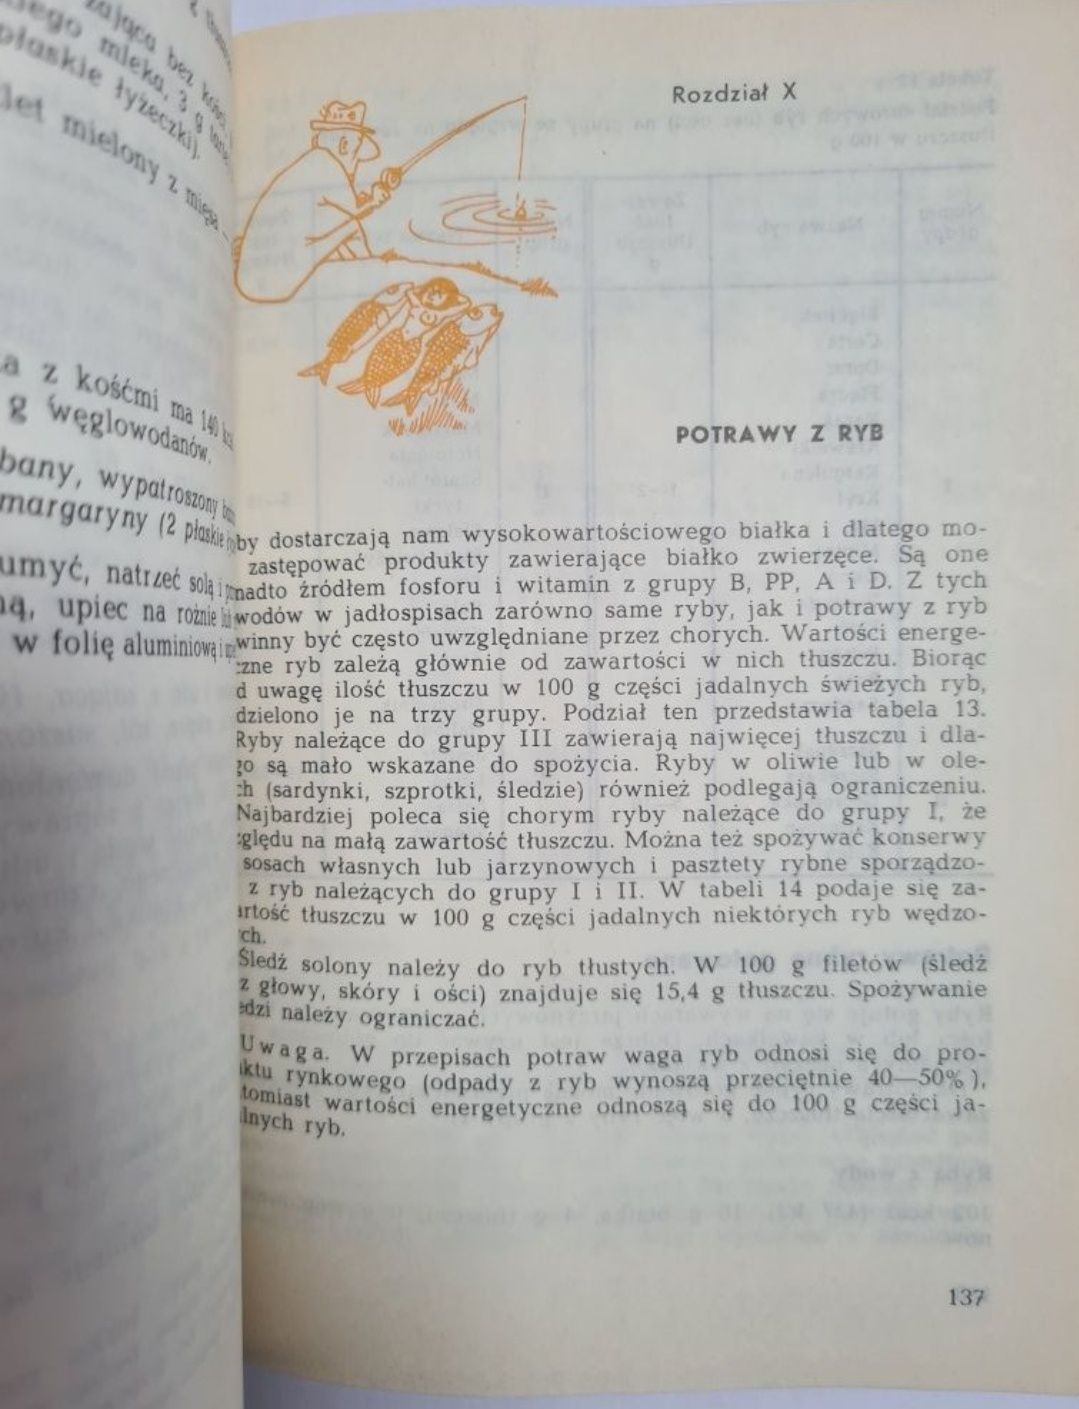 zająca bez kości,
mleka, 3 g
płaskie łyżeczki).
mielony z mięsa —
z kośćmi ma 140
g węglowodanów.
wypatroszony
margaryny (2 płaskie
umyć, natrzeć solą i
upiec na rożnie
w folię aluminiową i
Rozdział X
POTRAWY Z RYB
by dostarczają nam wysokowartościowego białka i dlatego mo-
zastępować produkty zawierające białko zwierzęce. Są one
nadto źródłem fosforu i witamin z grupy B, PP, A i D. Z tych
wodów w jadłospisach zarówno same ryby, jak i potrawy z ryb
winny być często uwzględniane przez chorych. Wartości energe-
zne ryb zależą głównie od zawartości w nich tłuszczu. Biorąc
d uwagę ilość tłuszczu w 100 g części jadalnych świeżych ryb,
dzielono je na trzy grupy. Podział ten przedstawia tabela 13.
Ryby należące do grupy III zawierają najwięcej tłuszczu i dla-
go są mało wskazane do spożycia. Ryby w oliwie lub w ole-
h (sardynki, szprotki, śledzie) również podlegają ograniczeniu.
Najbardziej poleca się chorym ryby należące do grupy I, że
ględu na małą zawartość tłuszczu. Można też spożywać konserwy
sosach własnych lub jarzynowych i pasztety rybne sporządzo-
z ryb należących do grupy I i II. W tabeli 14 podaje się za-
rtość tłuszczu w 100 g części jadalnych niektórych ryb wędzo-
ch.
Śledź solony należy do ryb tłustych. W 100 g filetów (śledź
z głowy, skóry i ości) znajduje się 15,4 g tłuszczu. Spożywanie
edzi należy ograniczać.
Uwaga. W przepisach potraw waga ryb odnosi się do pro-
ktu rynkowego (odpady z ryb wynoszą przeciętnie 40—50%),
tomiast wartości energetyczne odnoszą się do 100 g części ja-
lnych ryb.
137